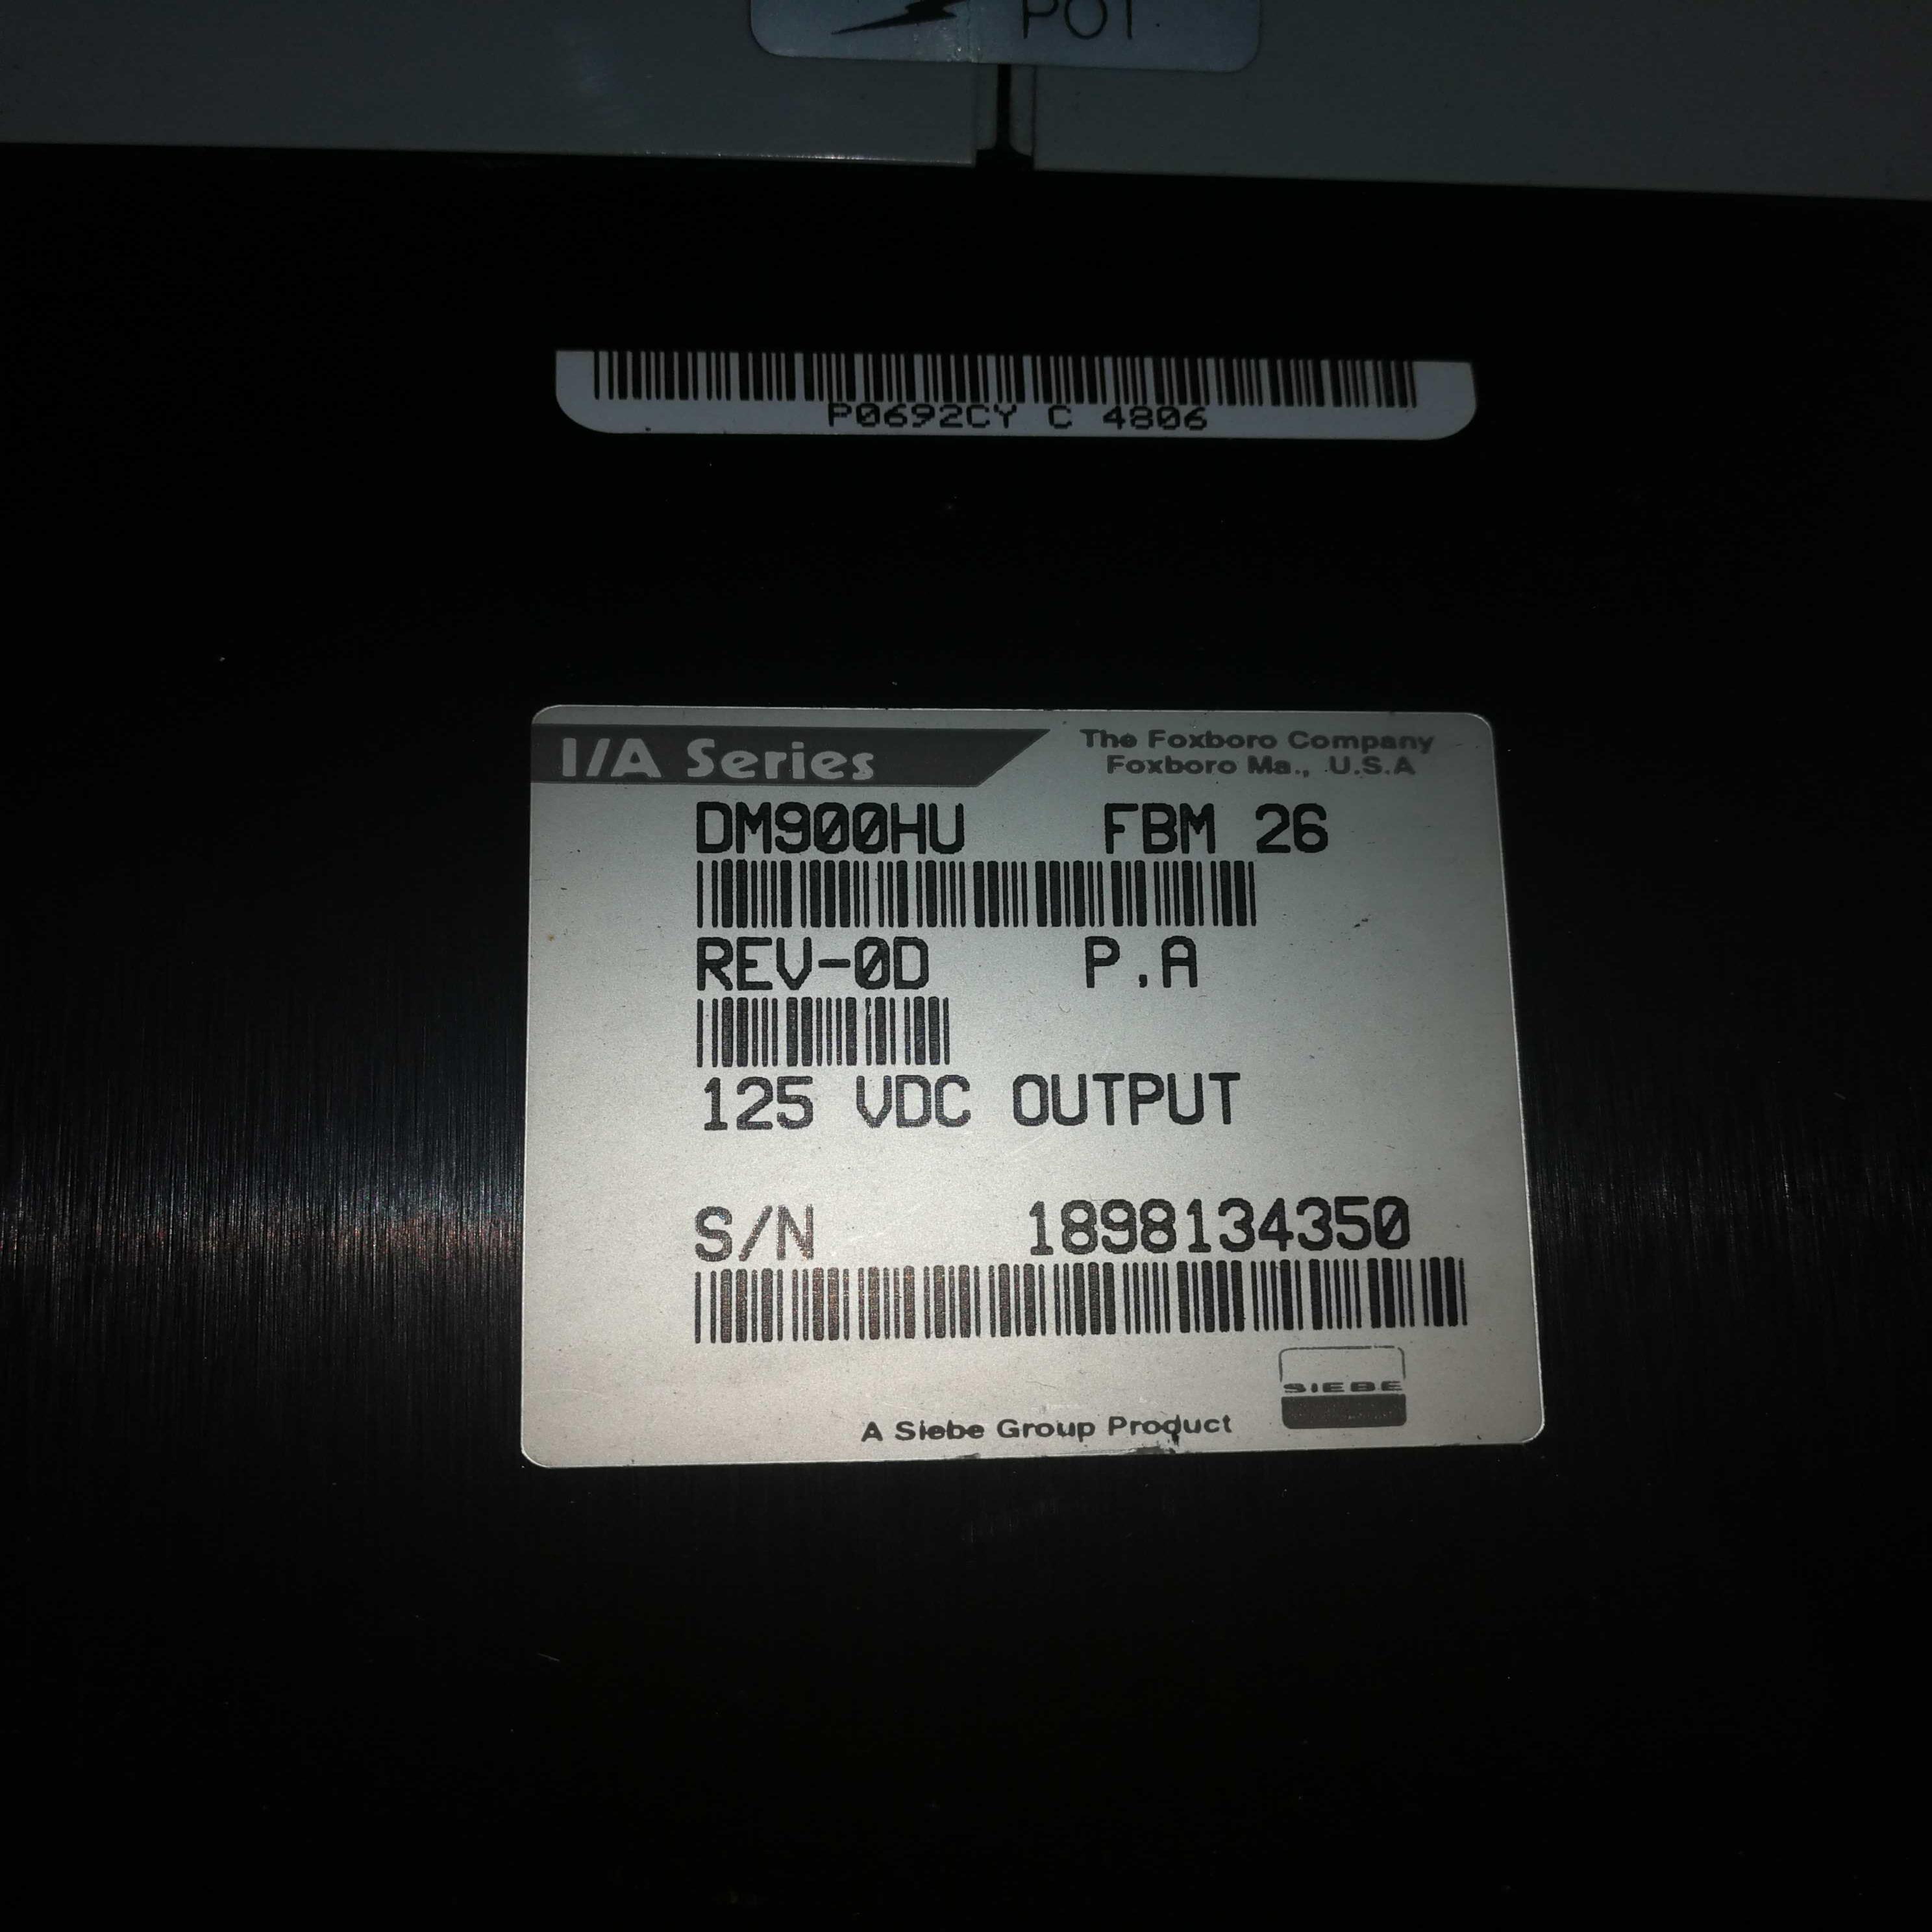 POT.
P0692CY C 4806
I/A Series
The Foxboro Company
Foxboro Ma., U.S.A
DM900HU FBM 26
REV-0D P.A
125 VDC OUTPUT
S/N 1898134350
SIEBE
A Siebe Group Product